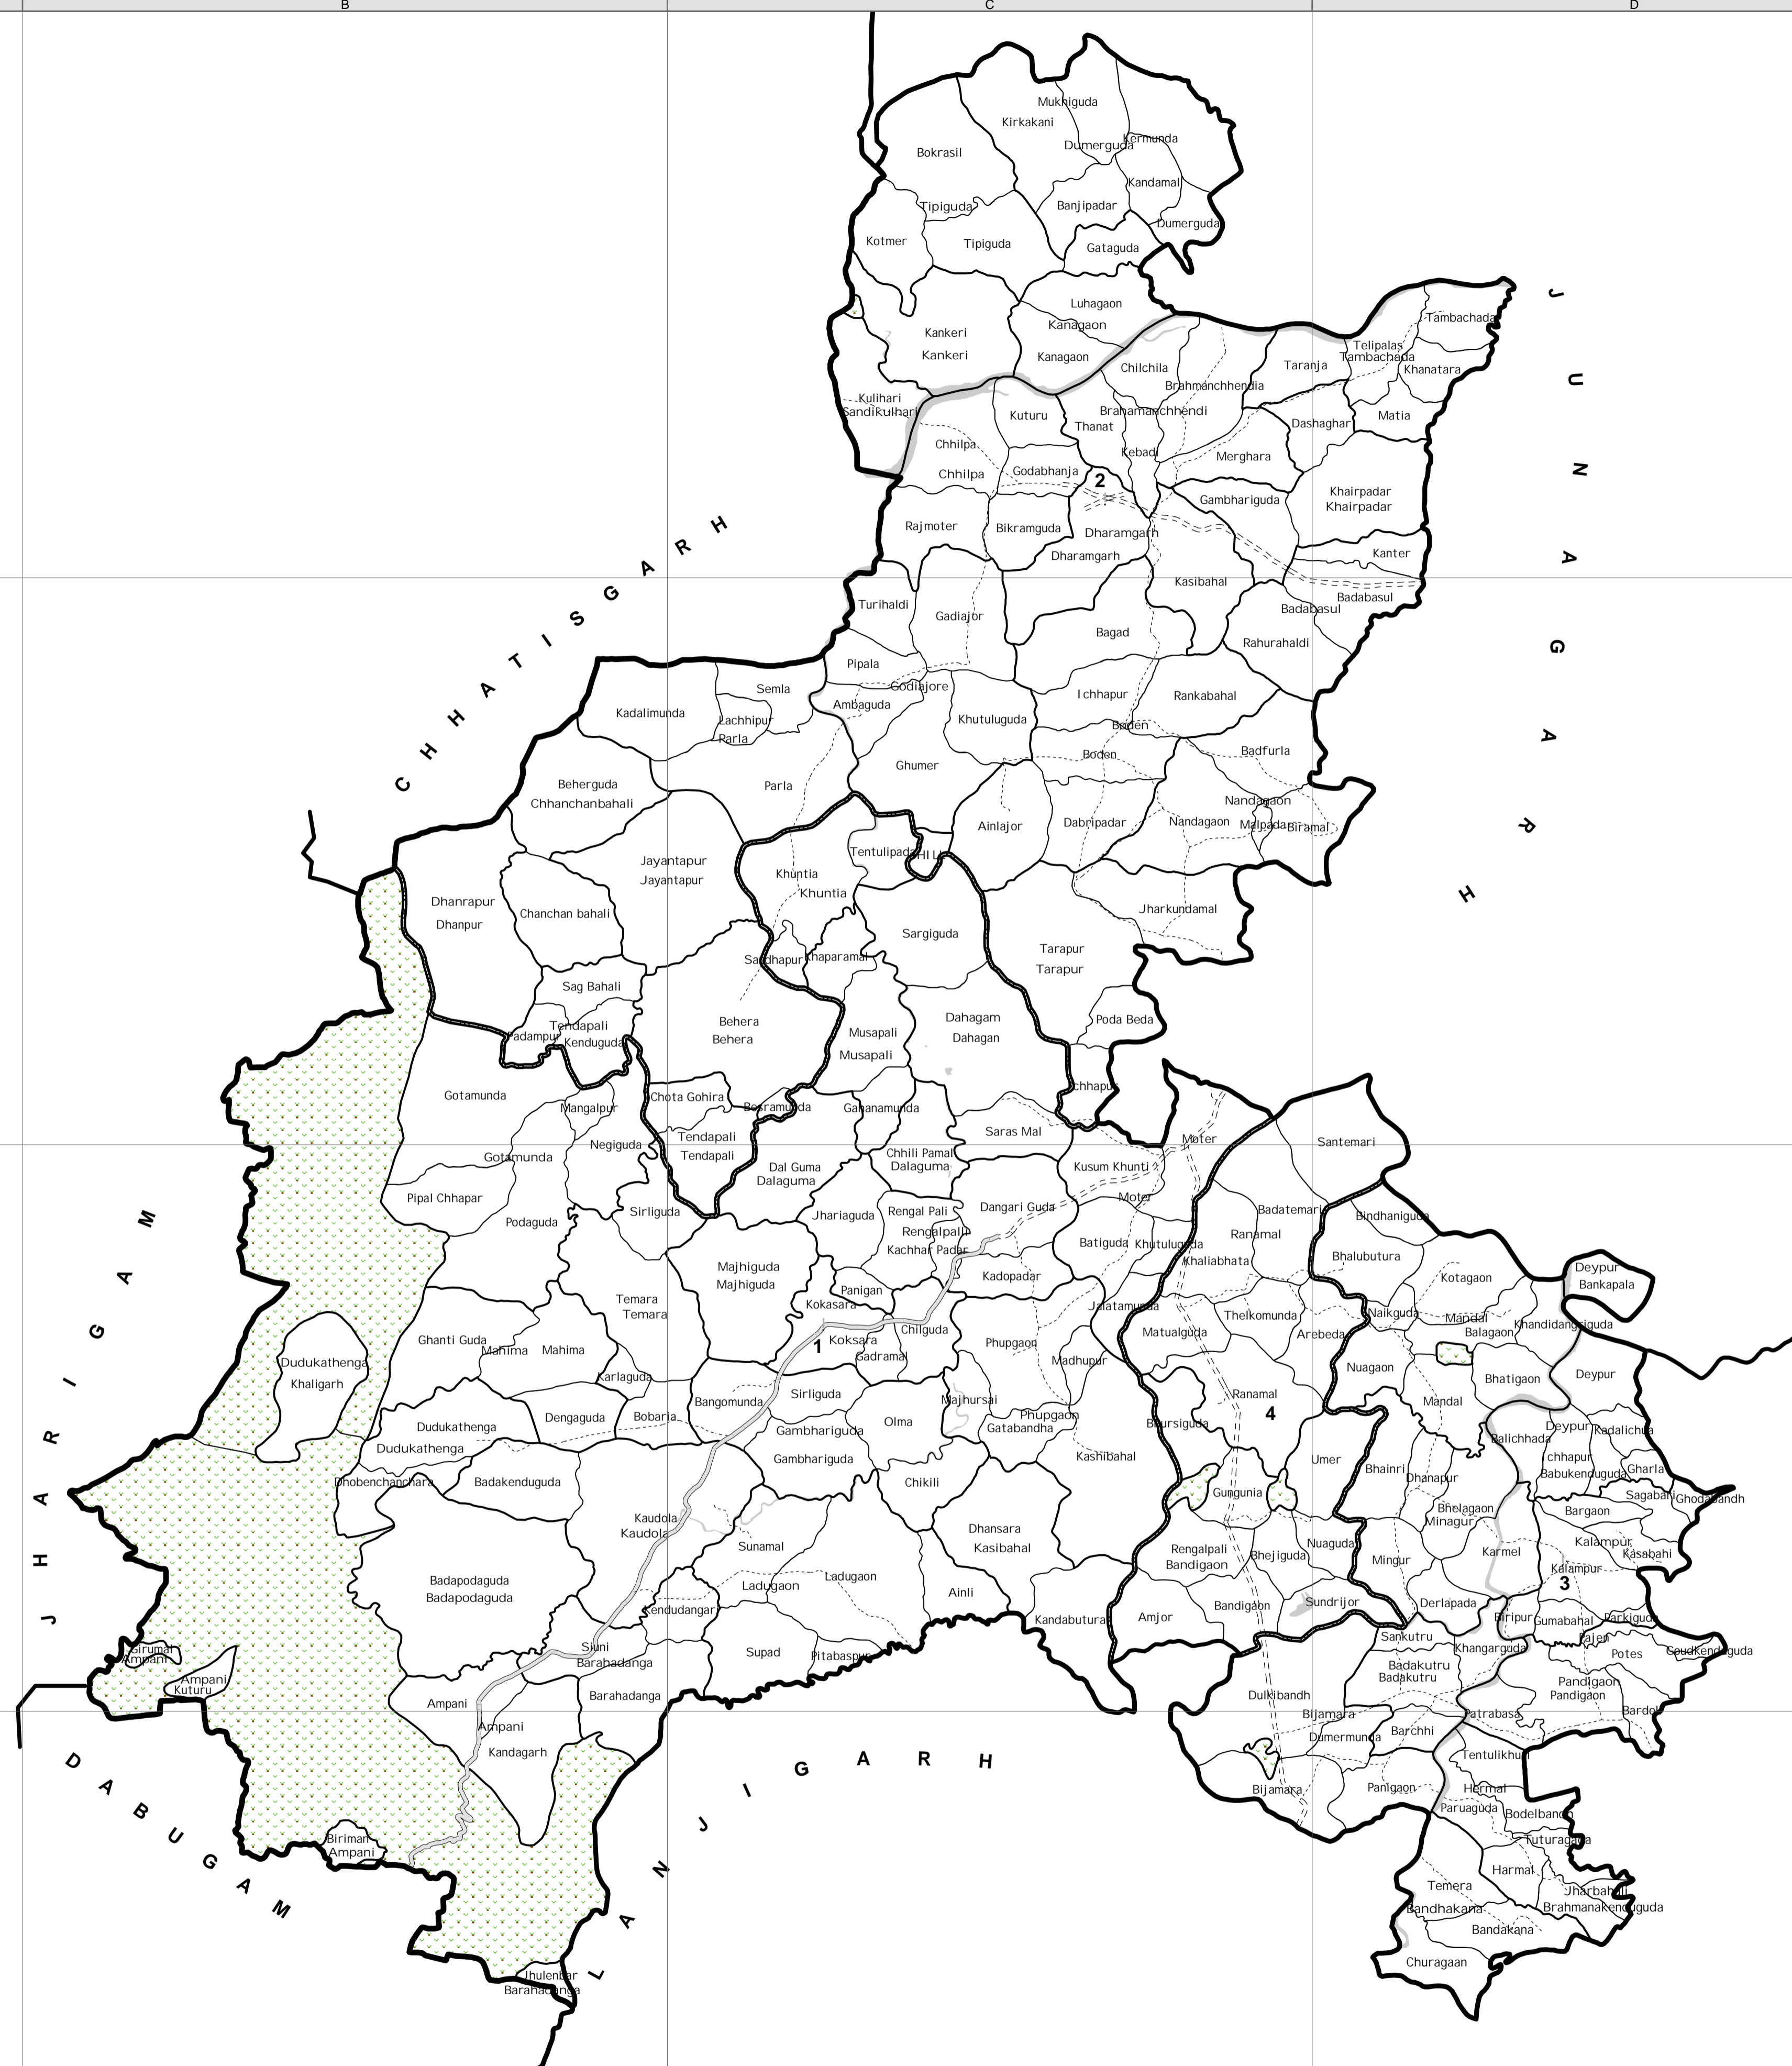 B
C
D
Mukhiguda
Kirkakani
Kermunda
Dumerguda
Bokrasil
Kandamal
Tipiguda
Banjipadar
Dumerguda
Kotmer
Tipiguda
Gataguda
Luhagaon
Kanagaon
Kankeri
Kankeri
Kanagaon
Tambachada
Telipalas
Tambachada
Taranja
Khanatara
Chilchila
Brahmanchhendia
Kulihari
Sandikulhari
Kuturu
Brahamanchhendi
Thanat
Dashaghar
Matia
Chhilpa
Kebadi
Merghara
Chhilpa
Godabhanja
2
Gambhariguda
Khairpadar
Khairpadar
Rajmoter
Bikramguda
Dharamgarh
Dharamgarh
Kanter
Kasibahal
Badabasul
Badabasul
Turihaldi
Gadiajor
Bagad
Rahurahaldi
Pipala
Semla
Godiajore
Ichhapur
Rankabahal
Ambaguda
Kadalimunda
Lachhipur
Khutuluguda
Boden
Parla
Boden
Badfurla
Ghumer
Beherguda
Parla
Chhanchanbahali
Nandagaon
Ainlajor
Dabripadar
Nandagaon
Malpadar
Biramal
Tentulipada
Jayantapur
Jayantapur
Khuntia
Khuntia
Dhanrapur
Dhanpur
Chanchan bahali
Jharkundamal
Sargiguda
Tarapur
Tarapur
Sandhapur
Khaparamal
Sag Bahali
Poda Beda
Behera
Behera
Dahagam
Dahagan
Tendapali
Padampur
Kenduguda
Musapali
Musapali
Gotamunda
Mangalpur
Chota Gohira
Besramunda
Gahanamunda
Negiguda
Tendapali
Tendapali
Saras Mal
Moter
Santemari
Gotamunda
Chhili Pamal
Dalaguma
Dal Guma
Dalaguma
Kusum Khunti
Pipal Chhapar
Moter
Podaguda
Sirliguda
Jhariaguda
Rengal Pali
Dangari Guda
Badatemari
Bindhaniguda
Rengalpalli
Kachhar Padar
Batiguda
Khutuluguda
Ranamal
Khaliabhata
Bhalubutara
Majhiguda
Majhiguda
Kadopadar
Kotagaon
Deypur
Bankapala
Panigan
Temara
Temara
Kokasara
Jalatamunda
Thelkomunda
Naikguda
Mandal
Balagaon
Khandidangriguda
Ghanti Guda
Mahima
Mahima
1
Koksara
Chilguda
Gadramal
Phupgaon
Matualguda
Arebeda
Madhupur
Dudukathenga
Khaligarh
Karlaguda
Nuagaon
Bhatigaon
Deypur
Bangomunda
Sirliguda
Majhursai
Ranamal
4
Mandal
Dudukathenga
Dengaguda
Bobaria
Olma
Phupgaon
Gatabandha
Bhursiguda
Deypur
Kadalichua
Dudukathenga
Gambhariguda
Gambhariguda
Kashibahal
Umer
Balichhada
Bhainri
Dhanapur
Babukenduguda
Gharla
Dhobenchanchara
Badakenduguda
Chikili
Gungunia
Sagabari
Ghodabandh
Kaudola
Kaudola
Bhelagaon
Minagur
Bargaon
Dhansara
Kasibahal
Sunamal
Rengalpali
Bandigaon
Bhejiguda
Nuaguda
Mingur
Karmel
Kalampur
Kasabahi
Kalampur
3
Badapodaguda
Badapodaguda
Ladugaon
Ladugaon
Ainli
Kendudangar
Kandabutura
Amjor
Bandigaon
Sundrijor
Derlapada
Biripur
Gumabahal
Parkigud
Girumal
Ampani
Siuni
Barahadanga
Supad
Pitabaspur
Sankutru
Khangarguda
Fajen
Potes
Goudkenduguda
Badakutru
Badakutru
Ampani
Kuturu
Ampani
Barahadanga
Dulkibandh
Pandigaon
Pandigaon
Bijamara
Patrabasa
Ampani
Kandagarh
Barchhi
Dumermunda
Tentulikhun
Bijamara
Panigaon
Hermal
Paruaguda
Bodelbandh
Biriman
Ampani
Tuturaguda
Harmal
Temera
Jharbahali
Bandhakana
Brahmanakenduguda
Bandakana
Churagaan
Jhulenbar
Barahadanga
CHHATISGARH
JUNAGARH
JHARIGAM
DABUGAM
LANJIGARH